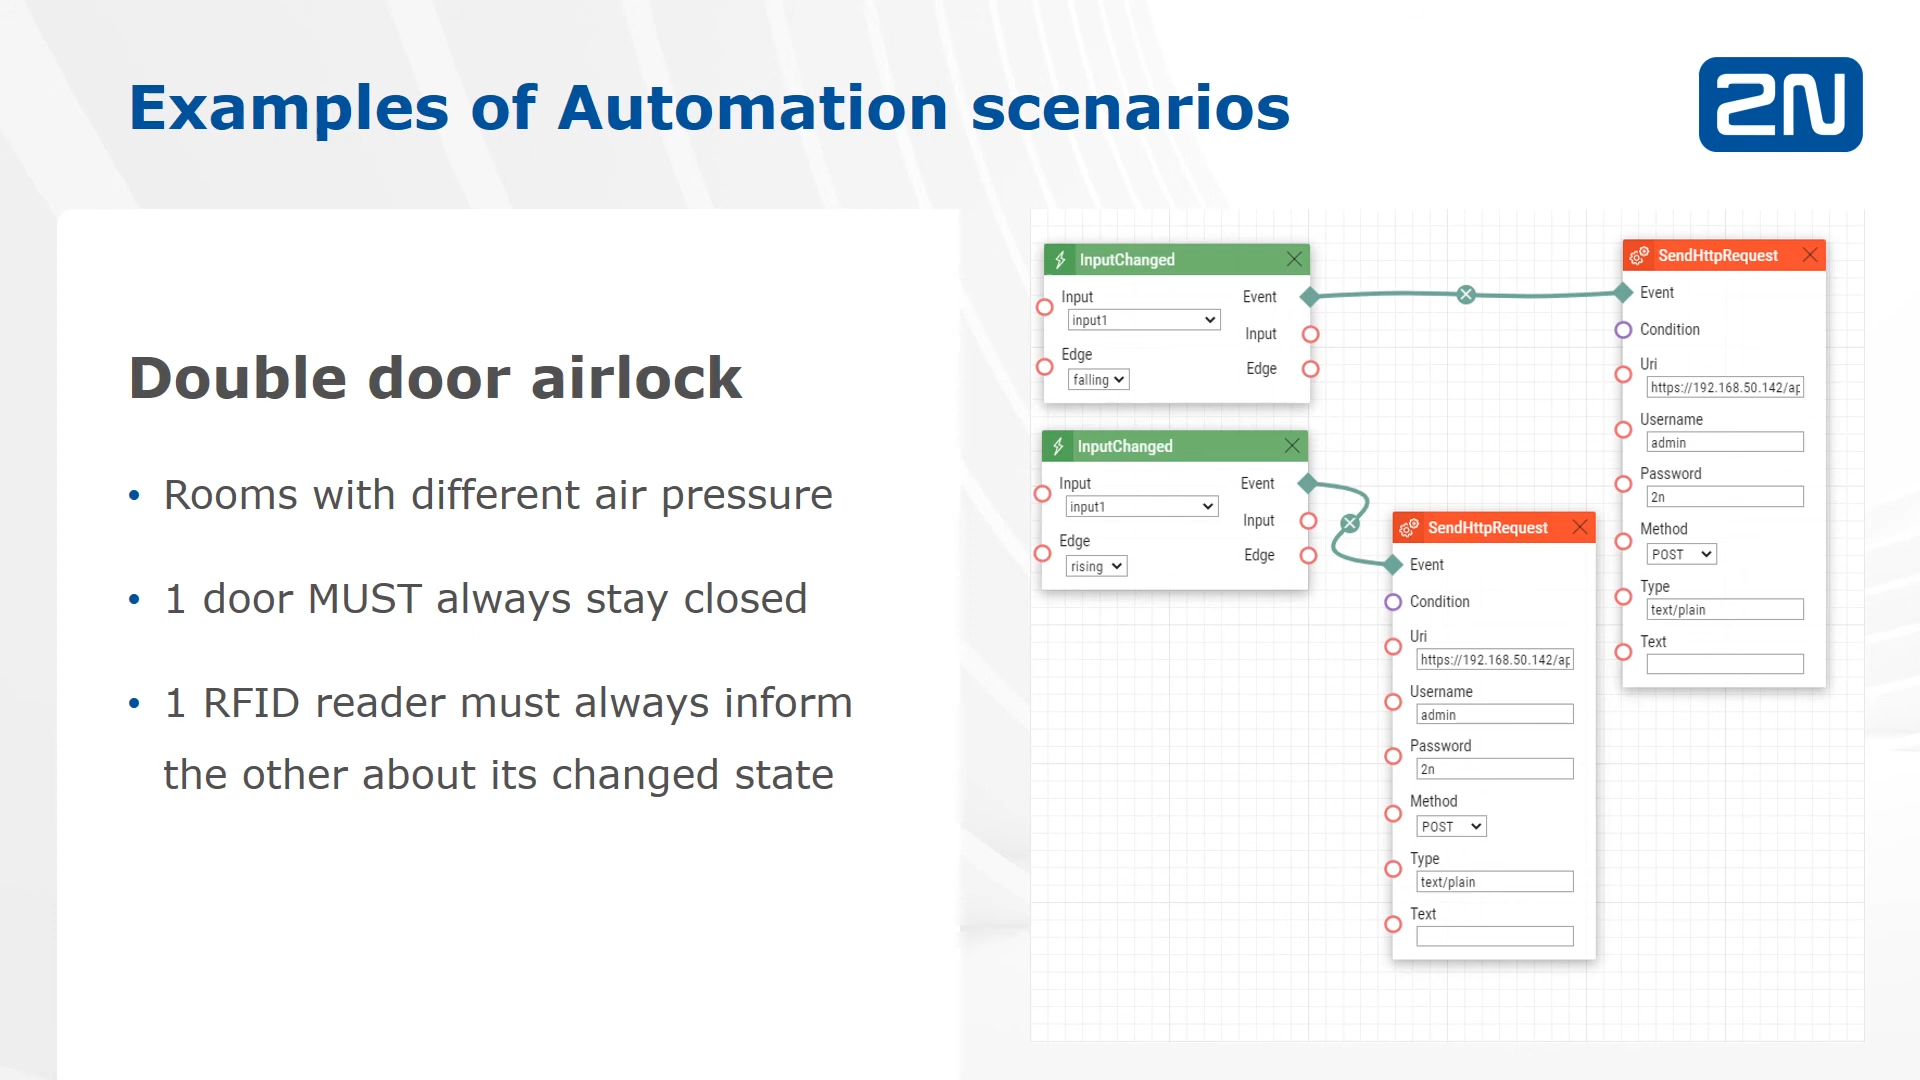 Examples of Automation scenarios
2N
Double door airlock
• Rooms with different air pressure
• 1 door MUST always stay closed
• 1 RFID reader must always inform
the other about its changed state
InputChanged
Input
input1
Edge
falling
Event
Input
Edge
InputChanged
Input
input1
Edge
rising
Event
Input
Edge
SendHttpRequest
Event
Condition
Uri
https://192.168.50.142/ap
Username
admin
Password
2n
Method
POST
Type
text/plain
Text
SendHttpRequest
Event
Condition
Uri
https://192.168.50.142/ap
Username
admin
Password
2n
Method
POST
Type
text/plain
Text